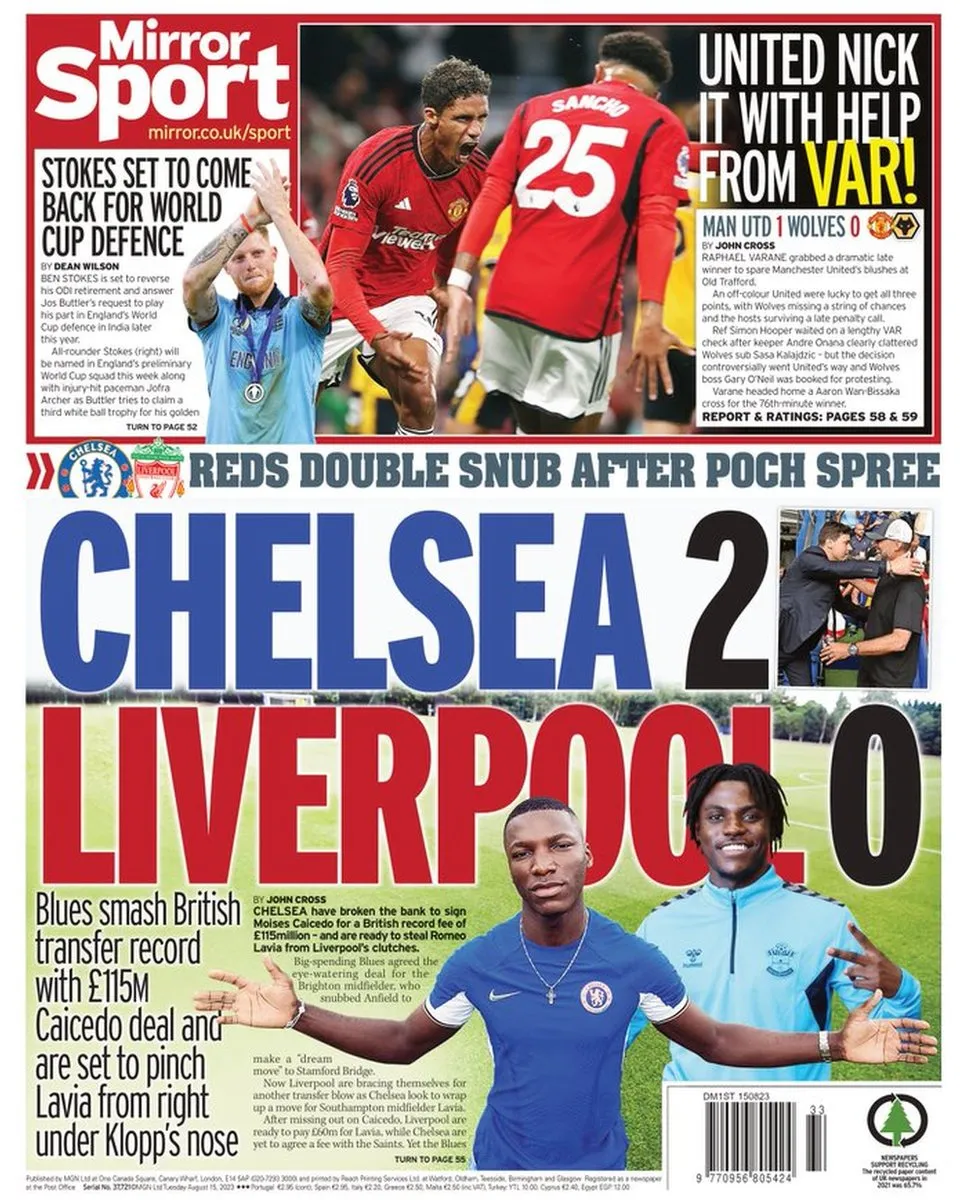 Mirror
Sport
mirror.co.uk/sport
STOKES SET TO COME
BACK FOR WORLD
CUP DEFENCE
BY DEAN WILSON
BEN STOKES is set to reverse
his ODI retirement and answer
Jos Buttler's request to play
his part in England's World
Cup defence in India later
this year.
All-rounder Stokes (right) will
be named in England's preliminary
World Cup squad this week along
with injury-hit paceman Jofra
Archer as Buttler tries to claim a
third white ball trophy for his golden
TURN TO PAGE 52
ENGLAND
TeamViewer
SANCHO
25
UNITED NICK
IT WITH HELP
FROM VAR!
MAN UTD 1 WOLVES 0
BY JOHN CROSS
RAPHAEL VARANE grabbed a dramatic late
winner to spare Manchester United's blushes at
Old Trafford.
An off-colour United were lucky to get all three
points, with Wolves missing a string of chances
and the hosts surviving a late penalty call.
Ref Simon Hooper waited on a lengthy VAR
check after keeper Andre Onana clearly clattered
Wolves sub Sasa Kalajdzic – but the decision
controversially went United's way and Wolves
boss Gary O'Neil was booked for protesting.
Varane headed home a Aaron Wan-Bissaka
cross for the 76th-minute winner.
REPORT & RATINGS: PAGES 58 & 59
CHELSEA
LIVERPOOL
REDS DOUBLE SNUB AFTER POCH SPREE
CHELSEA 2
LIVERPOOL 0
Blues smash British
transfer record
with £115M
Caicedo deal and
are set to pinch
Lavia from right
under Klopp's nose
BY JOHN CROSS
CHELSEA have broken the bank to sign
Moises Caicedo for a British record fee of
£115million – and are ready to steal Romeo
Lavia from Liverpool's clutches.
Big-spending Blues agreed the
eye-watering deal for the
Brighton midfielder, who
snubbed Anfield to
make a "dream
move" to Stamford Bridge.
Now Liverpool are bracing themselves for
another transfer blow as Chelsea look to wrap
up a move for Southampton midfielder Lavia.
After missing out on Caicedo, Liverpool are
ready to pay £60m for Lavia, while Chelsea are
yet to agree a fee with the Saints. Yet the Blues
TURN TO PAGE 55
hummel
DM1ST 150823
33
9 770956 805424
NEWSPAPERS
SUPPORT RECYCLING
The recycled paper content
of UK newspapers in
2021 was 65.7%
Published by MGN Ltd at One Canada Square, Canary Wharf, London, E14 5AP (020-7293 3000) and printed by Reach Printing Services Ltd. at Watford, Oldham, Teesside, Birmingham and Glasgow. Registered as a newspaper
at the Post Office Serial No. 37,721 ©MGN Ltd Tuesday August 15, 2023 ★★★ Portugal €2.95 (cont), Spain €2.95, Italy €2.20, Greece €2.50, Malta €2.50 (inc VAT), Turkey YTL 10.00, Cyprus €2.40, Egypt EGP 12.00